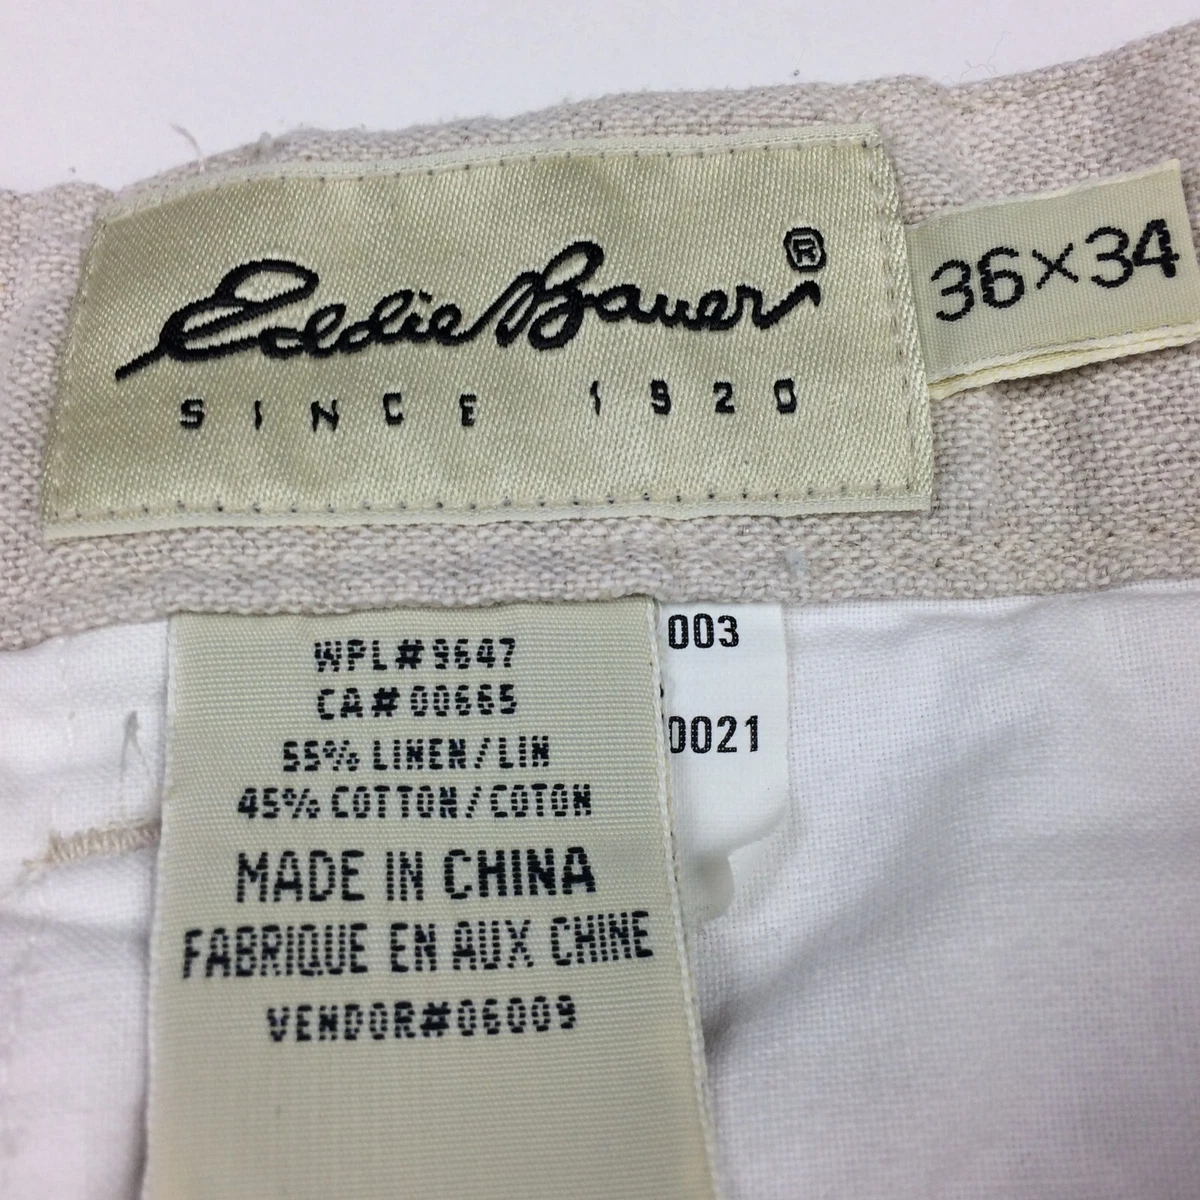 Eddie Bauer®
SINCE 1920
36×34
WPL#9647
CA#00665
55% LINEN/LIN
45% COTTON/COTON
MADE IN CHINA
FABRIQUE EN AUX CHINE
VENDOR#06009
003
0021